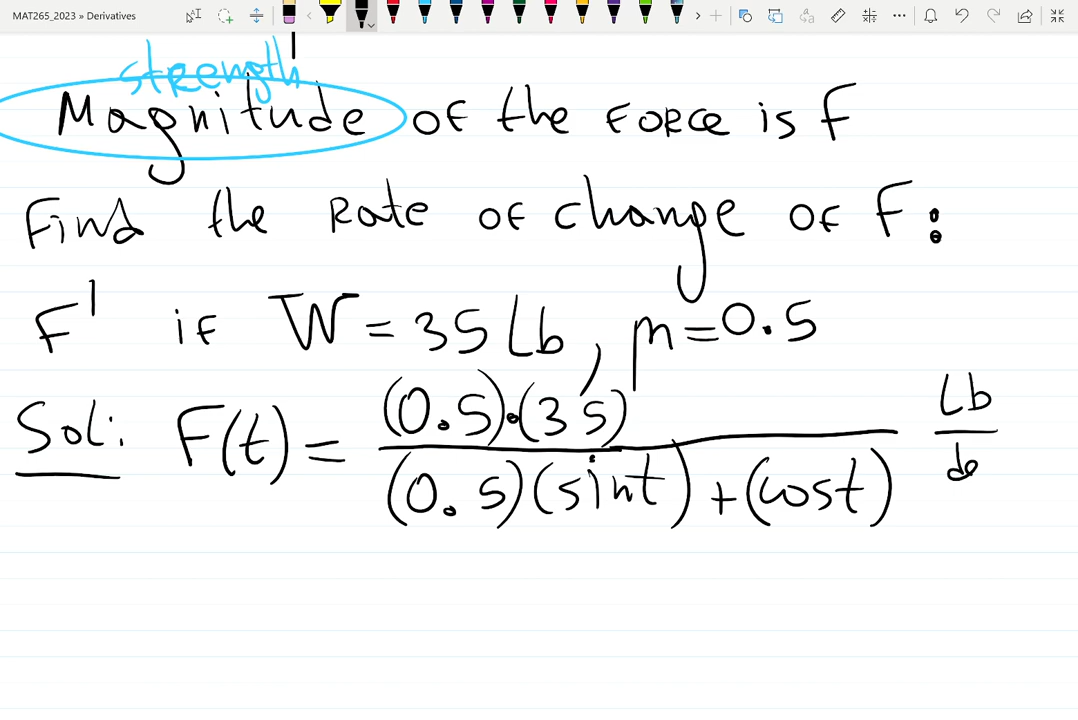 MAT265_2023 » Derivatives
strength
Magnitude of the Force is F
Find the Rate of change of F:
F' if W = 35 Lb, m=0.5
Sol: F(t) = (0.5)·(35) / (0.5)(sint) + (cost) Lb / de